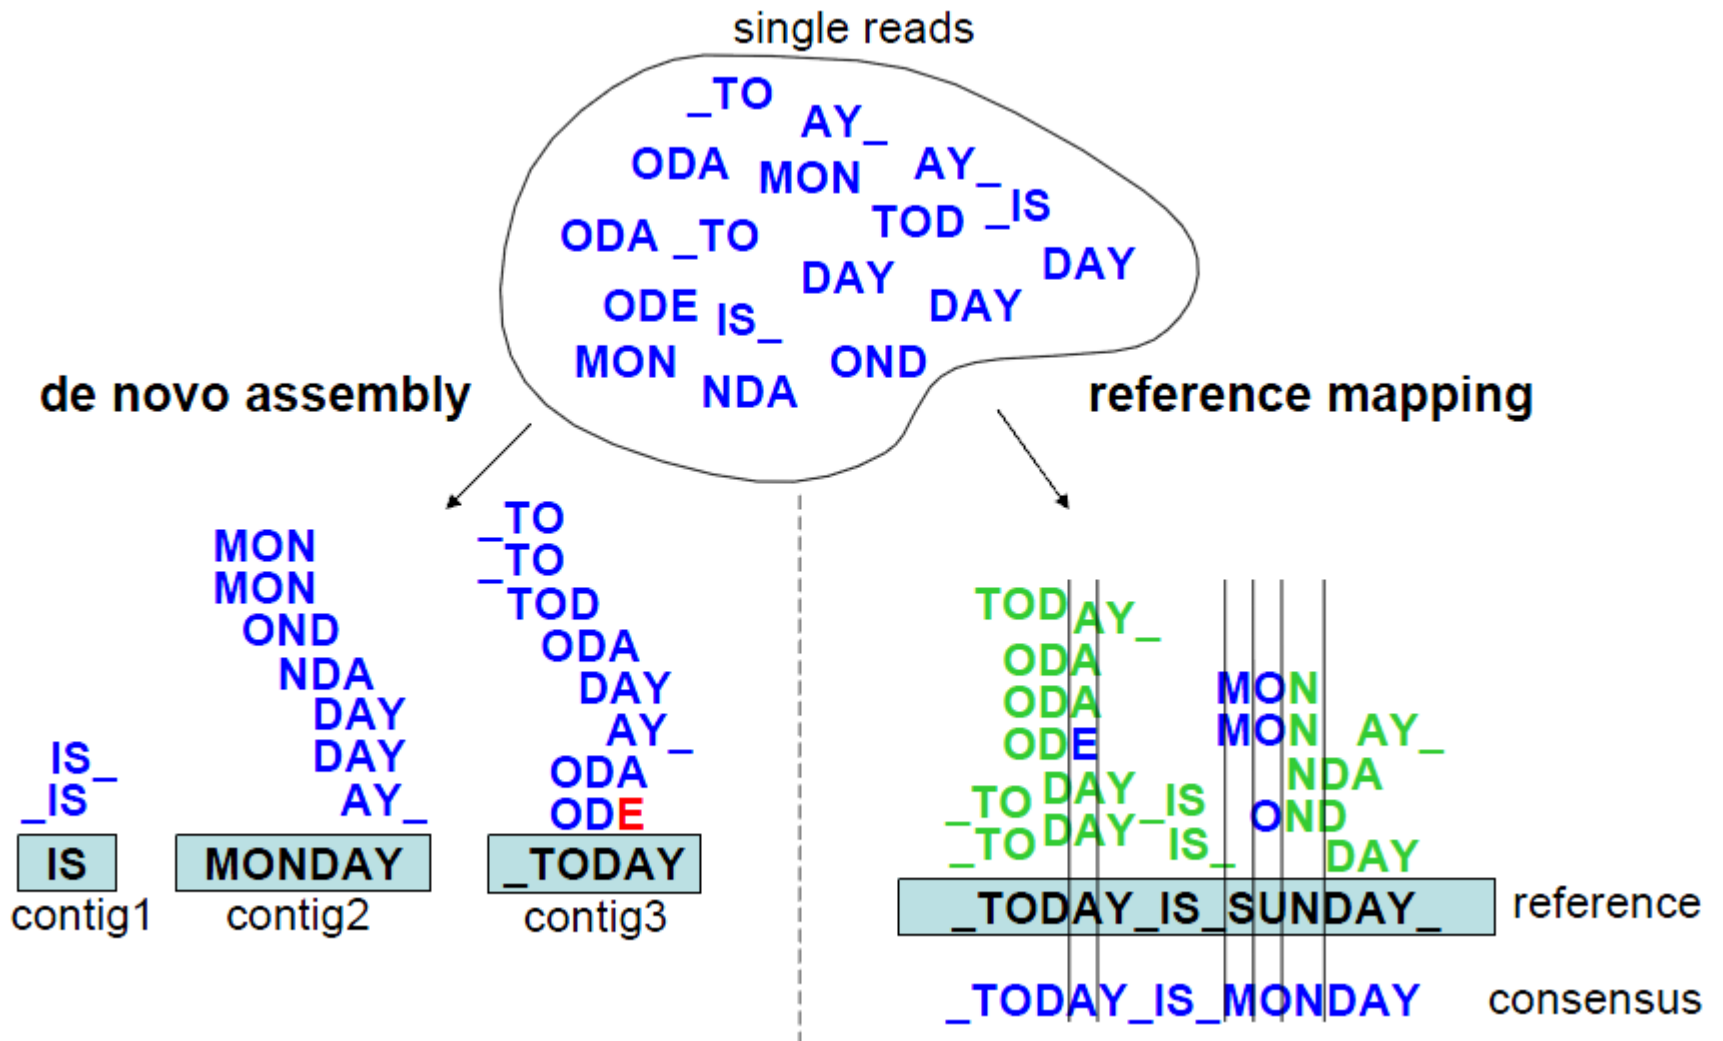 single reads
_TO
AY_
ODA MON AY_
TOD _IS
ODA _TO
DAY DAY
ODE IS_ DAY
MON OND
NDA
de novo assembly
reference mapping
MON
MON
OND
NDA
DAY
DAY
AY_
IS_
_IS
_TO
_TO
TOD
ODA
DAY
AY_
ODA
ODE
IS
MONDAY
_TODAY
contig1
contig2
contig3
TOD AY_
ODA
ODA MON
ODE MON AY_
_TO DAY _IS NDA
_TO DAY IS_ OND
DAY
_TODAY_IS_SUNDAY_
reference
_TODAY_IS_MONDAY
consensus